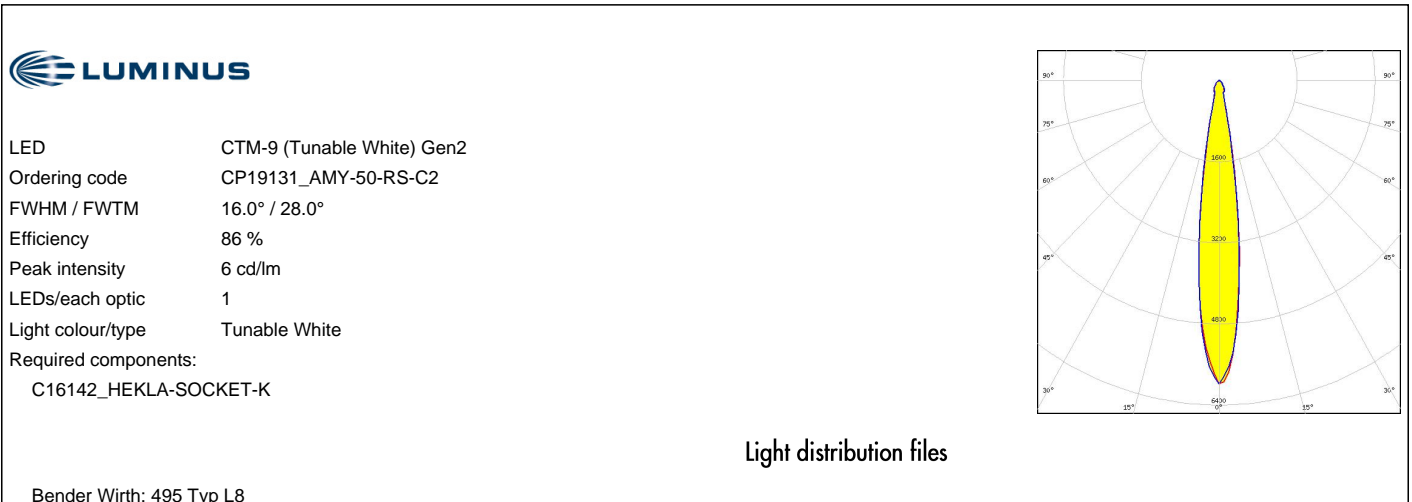 LUMINUS
LED CTM-9 (Tunable White) Gen2
Ordering code CP19131_AMY-50-RS-C2
FWHM / FWTM 16.0° / 28.0°
Efficiency 86 %
Peak intensity 6 cd/lm
LEDs/each optic 1
Light colour/type Tunable White
Required components:
C16142_HEKLA-SOCKET-K
90° 90°
75° 75°
1600
60° 60°
3200
45° 45°
4800
30° 30°
6400
15° 0° 15°
Light distribution files
Bender Wirth: 495 Typ L8